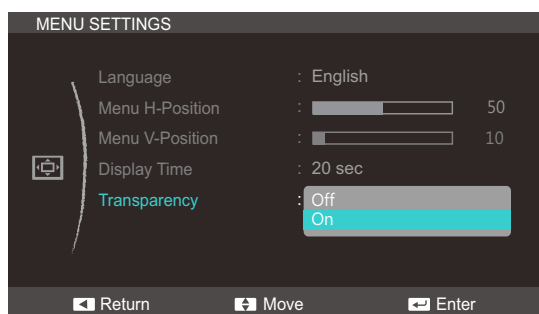 MENU SETTINGS
Language : English
Menu H-Position : 50
Menu V-Position : 10
Display Time : 20 sec
Transparency : Off
On
Return Move Enter